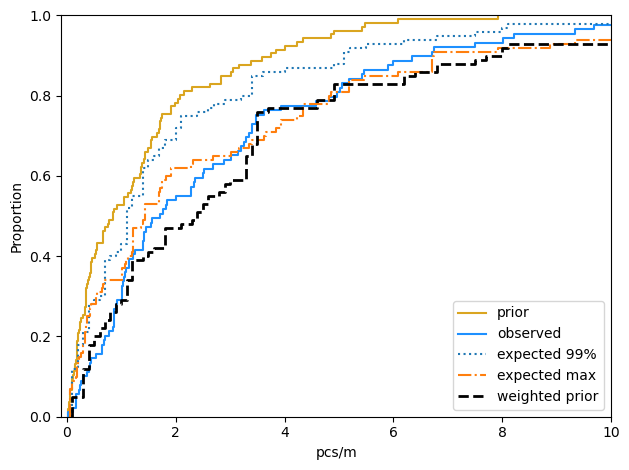 1.0
0.8
0.6
0.4
0.2
0.0
Proportion
prior
observed
expected 99%
expected max
weighted prior
0
2
4
6
8
10
pcs/m